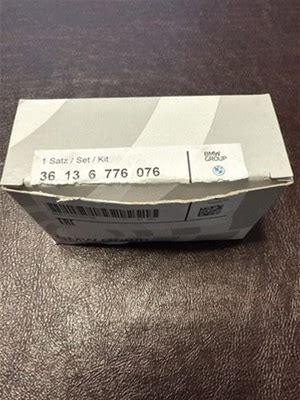 1 Satz / Set / Kit
36 13 6 776 076
BMW
GROUP